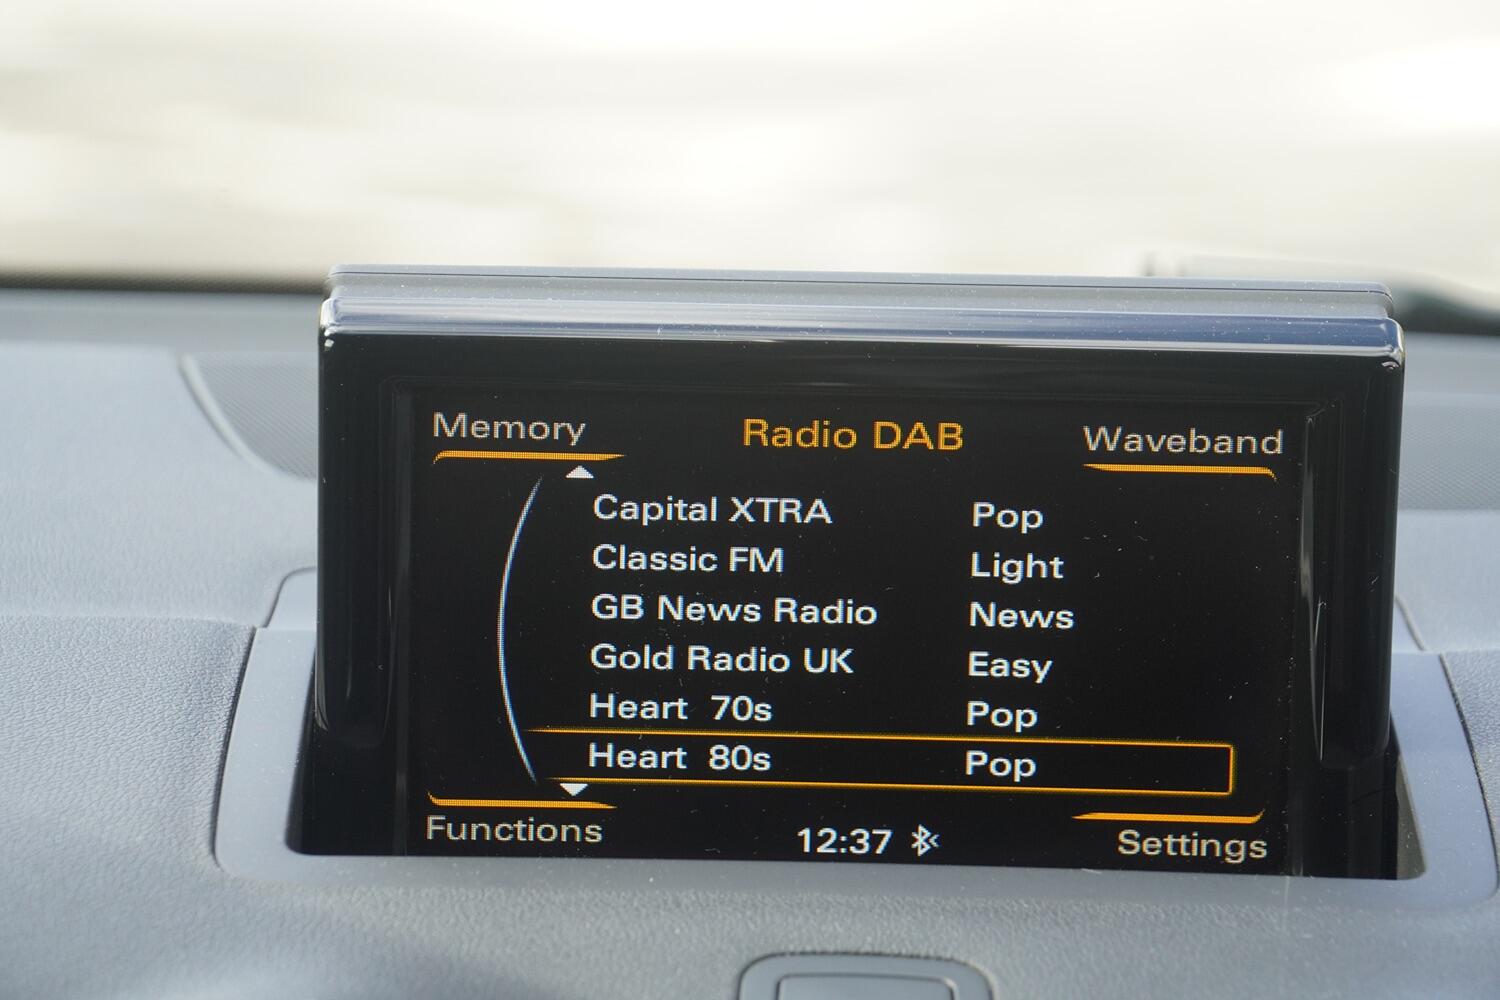 Memory Radio DAB Waveband
Capital XTRA Pop
Classic FM Light
GB News Radio News
Gold Radio UK Easy
Heart 70s Pop
Heart 80s Pop
Functions 12:37 Settings